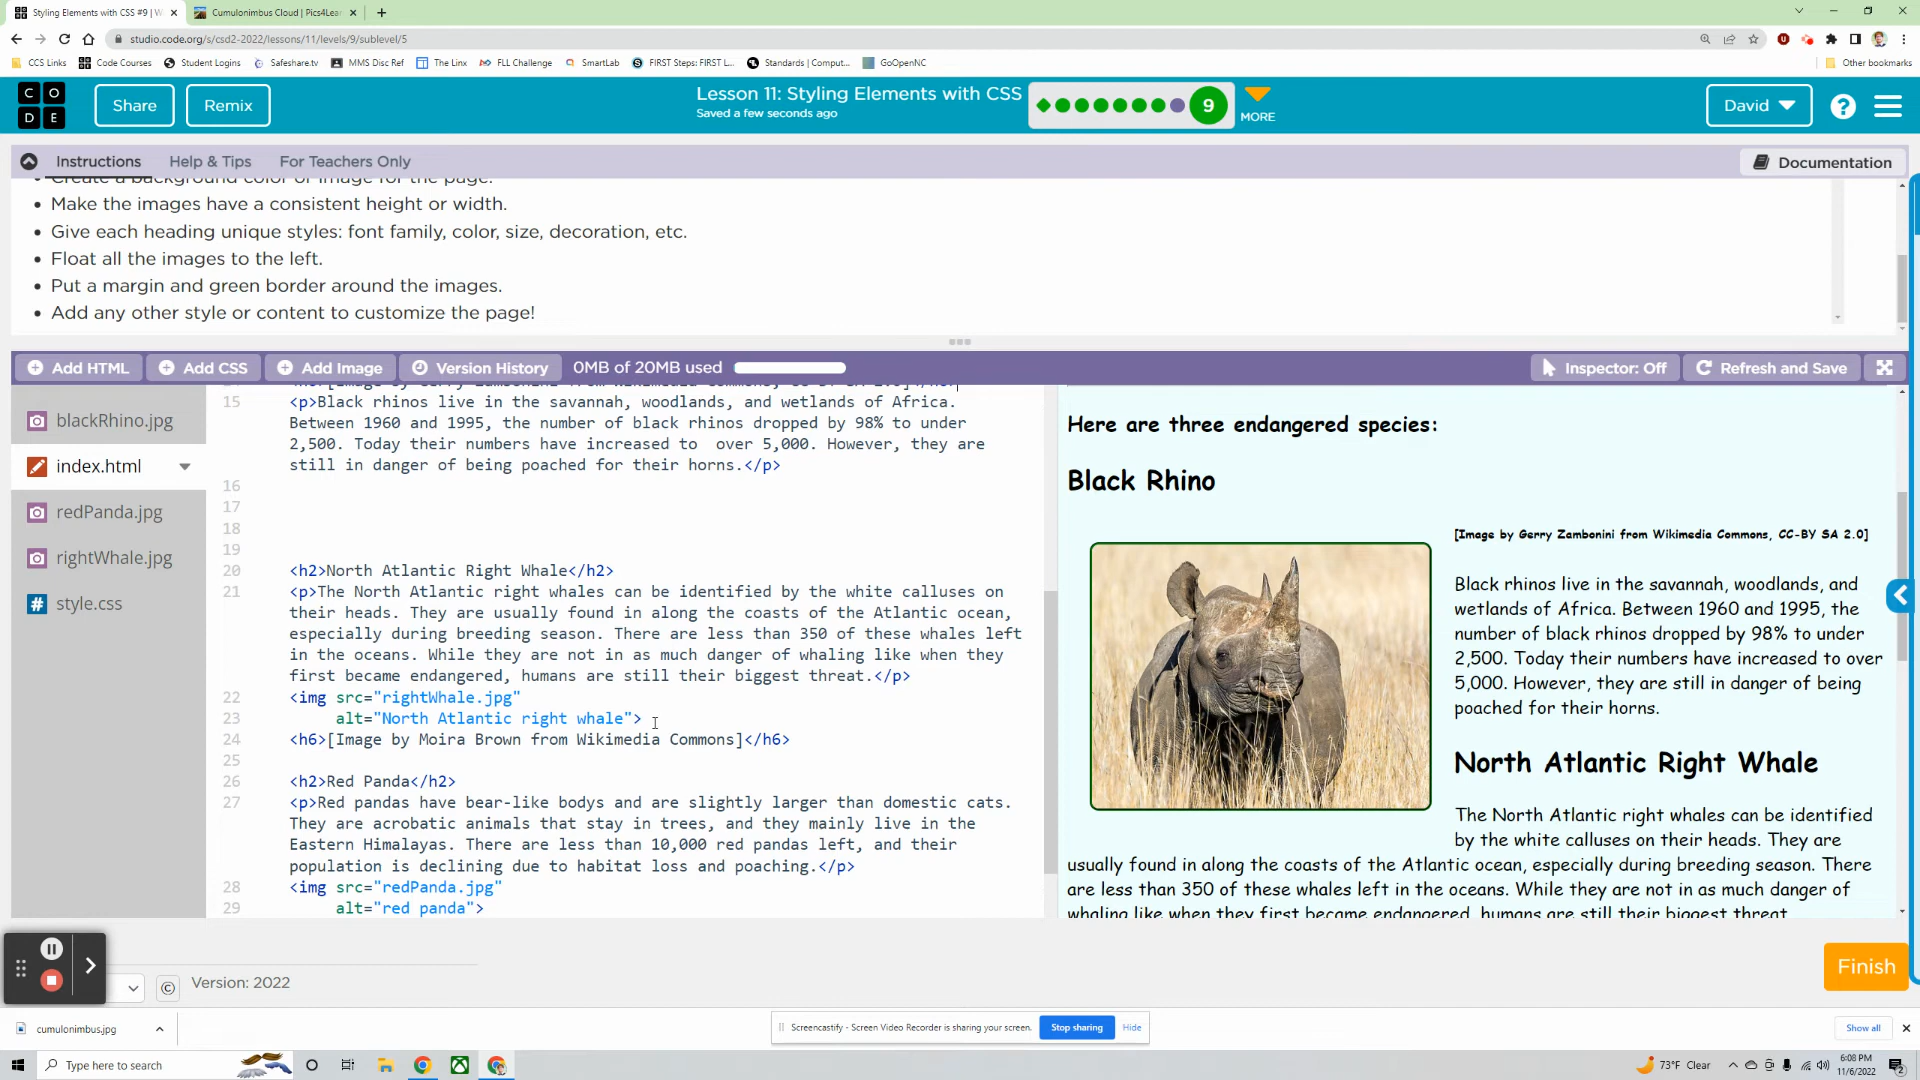 Styling Elements with CSS #9 | W
Cumulonimbus Cloud | Pics4Lear
studio.code.org/s/csd2-2022/lessons/11/levels/9/sublevel/5
CCS Links
Code Courses
Student Logins
Safeshare.tv
MMS Disc Ref
The Linx
FLL Challenge
SmartLab
FIRST Steps: FIRST L...
Standards | Comput...
GoOpenNC
Other bookmarks
CODE
Share
Remix
Lesson 11: Styling Elements with CSS
Saved a few seconds ago
9
MORE
David
Instructions
Help & Tips
For Teachers Only
Documentation
Create a background color or image for the page.
Make the images have a consistent height or width.
Give each heading unique styles: font family, color, size, decoration, etc.
Float all the images to the left.
Put a margin and green border around the images.
Add any other style or content to customize the page!
Add HTML
Add CSS
Add Image
Version History
0MB of 20MB used
Inspector: Off
Refresh and Save
blackRhino.jpg
index.html
redPanda.jpg
rightWhale.jpg
style.css
15 <p>Black rhinos live in the savannah, woodlands, and wetlands of Africa.
Between 1960 and 1995, the number of black rhinos dropped by 98% to under
2,500. Today their numbers have increased to  over 5,000. However, they are
still in danger of being poached for their horns.</p>
16
17
18
19
20 <h2>North Atlantic Right Whale</h2>
21 <p>The North Atlantic right whales can be identified by the white calluses on
their heads. They are usually found in along the coasts of the Atlantic ocean,
especially during breeding season. There are less than 350 of these whales left
in the oceans. While they are not in as much danger of whaling like when they
first became endangered, humans are still their biggest threat.</p>
22 <img src="rightWhale.jpg"
23 alt="North Atlantic right whale">
24 <h6>[Image by Moira Brown from Wikimedia Commons]</h6>
25
26 <h2>Red Panda</h2>
27 <p>Red pandas have bear-like bodys and are slightly larger than domestic cats.
They are acrobatic animals that stay in trees, and they mainly live in the
Eastern Himalayas. There are less than 10,000 red pandas left, and their
population is declining due to habitat loss and poaching.</p>
28 <img src="redPanda.jpg"
29 alt="red panda">
Here are three endangered species:
Black Rhino
[Image by Gerry Zambonini from Wikimedia Commons, CC-BY SA 2.0]
Black rhinos live in the savannah, woodlands, and
wetlands of Africa. Between 1960 and 1995, the
number of black rhinos dropped by 98% to under
2,500. Today their numbers have increased to over
5,000. However, they are still in danger of being
poached for their horns.
North Atlantic Right Whale
The North Atlantic right whales can be identified
by the white calluses on their heads. They are
usually found in along the coasts of the Atlantic ocean, especially during breeding season. There
are less than 350 of these whales left in the oceans. While they are not in as much danger of
whaling like when they first became endangered, humans are still their biggest threat.
Finish
Version: 2022
cumulonimbus.jpg
Screencastify - Screen Video Recorder is sharing your screen.
Stop sharing
Hide
Show all
Type here to search
73°F Clear
6:08 PM
11/6/2022